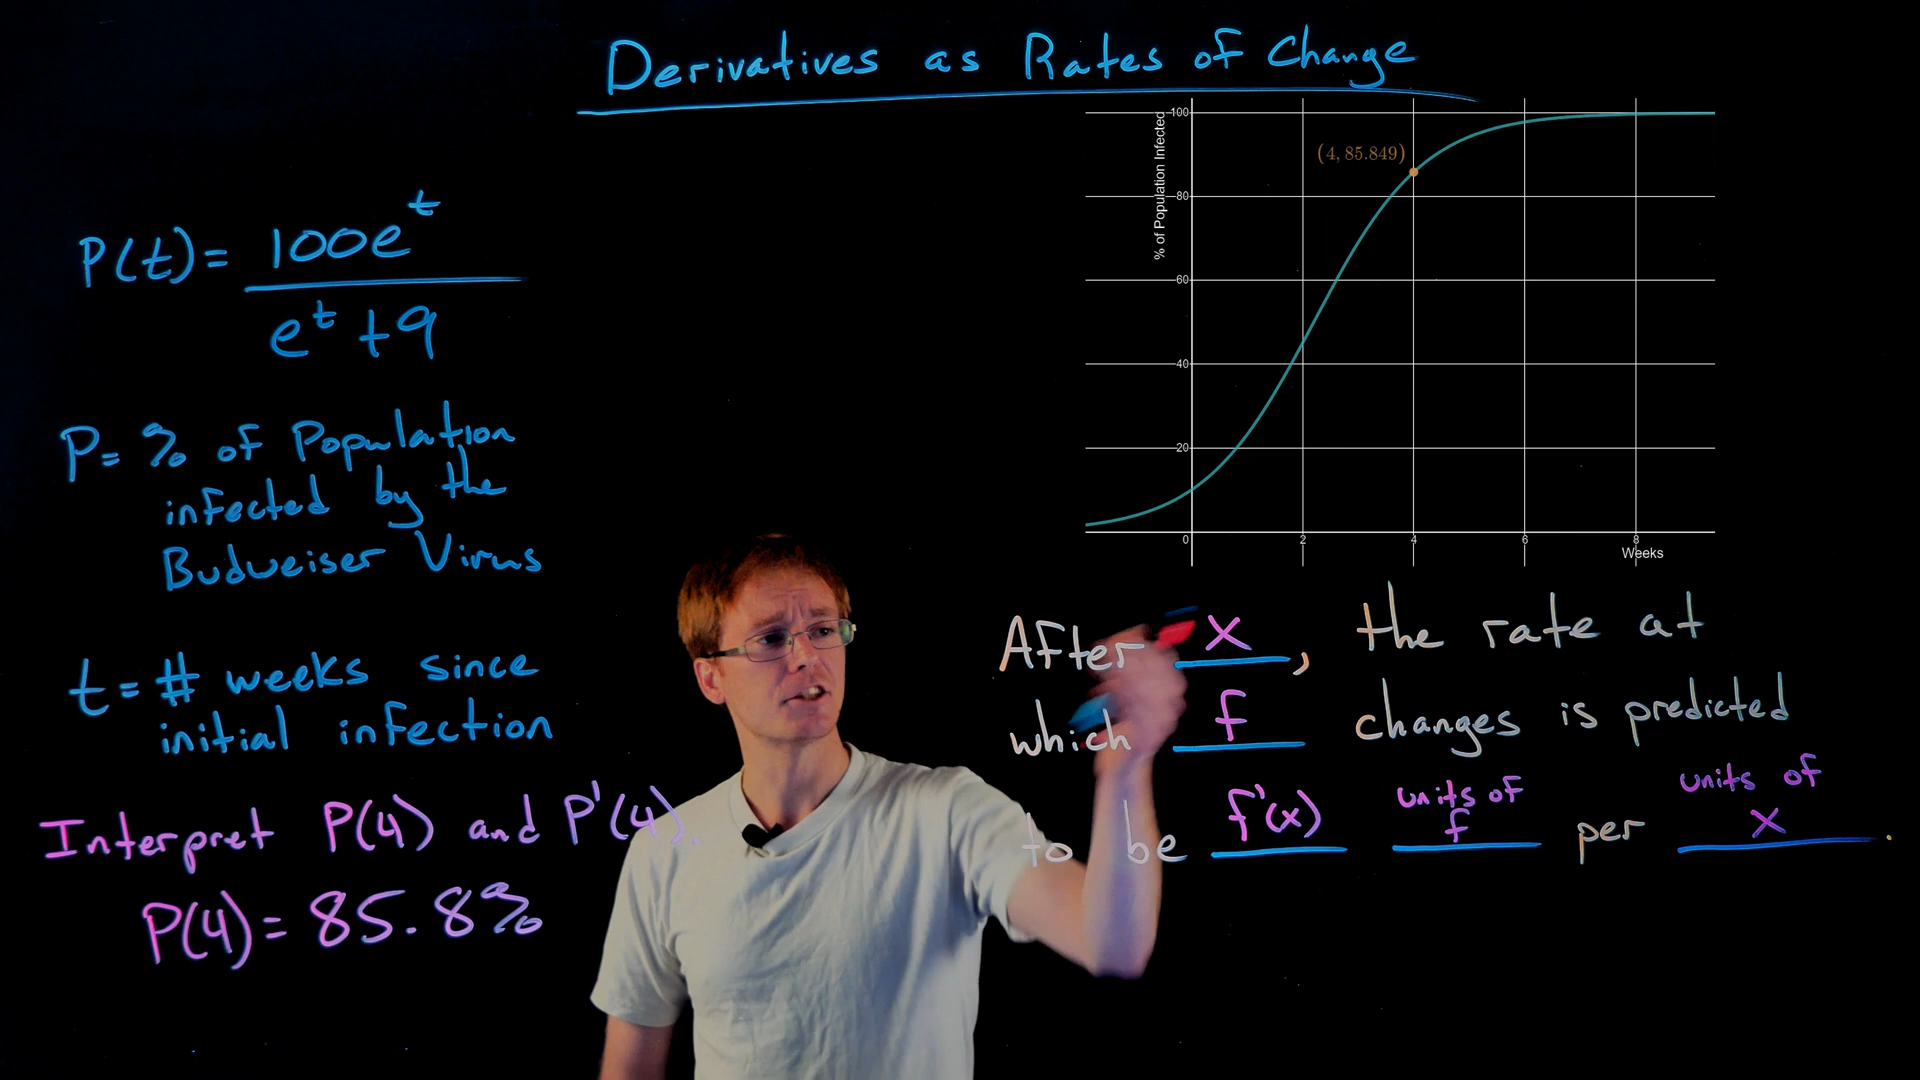 Derivatives as Rates of Change
P(t) = 100e^t
e^t + 9
P = % of Population
infected by the
Budweiser Virus
t = # weeks since
initial infection
Interpret P(4) and P'(4).
P(4) = 85.8%
% of Population Infected
100
80
60
40
20
(4, 85.849)
0 2 4 6 8
Weeks
After x, the rate at
which f changes is predicted
to be f'(x) units of f per units of x.